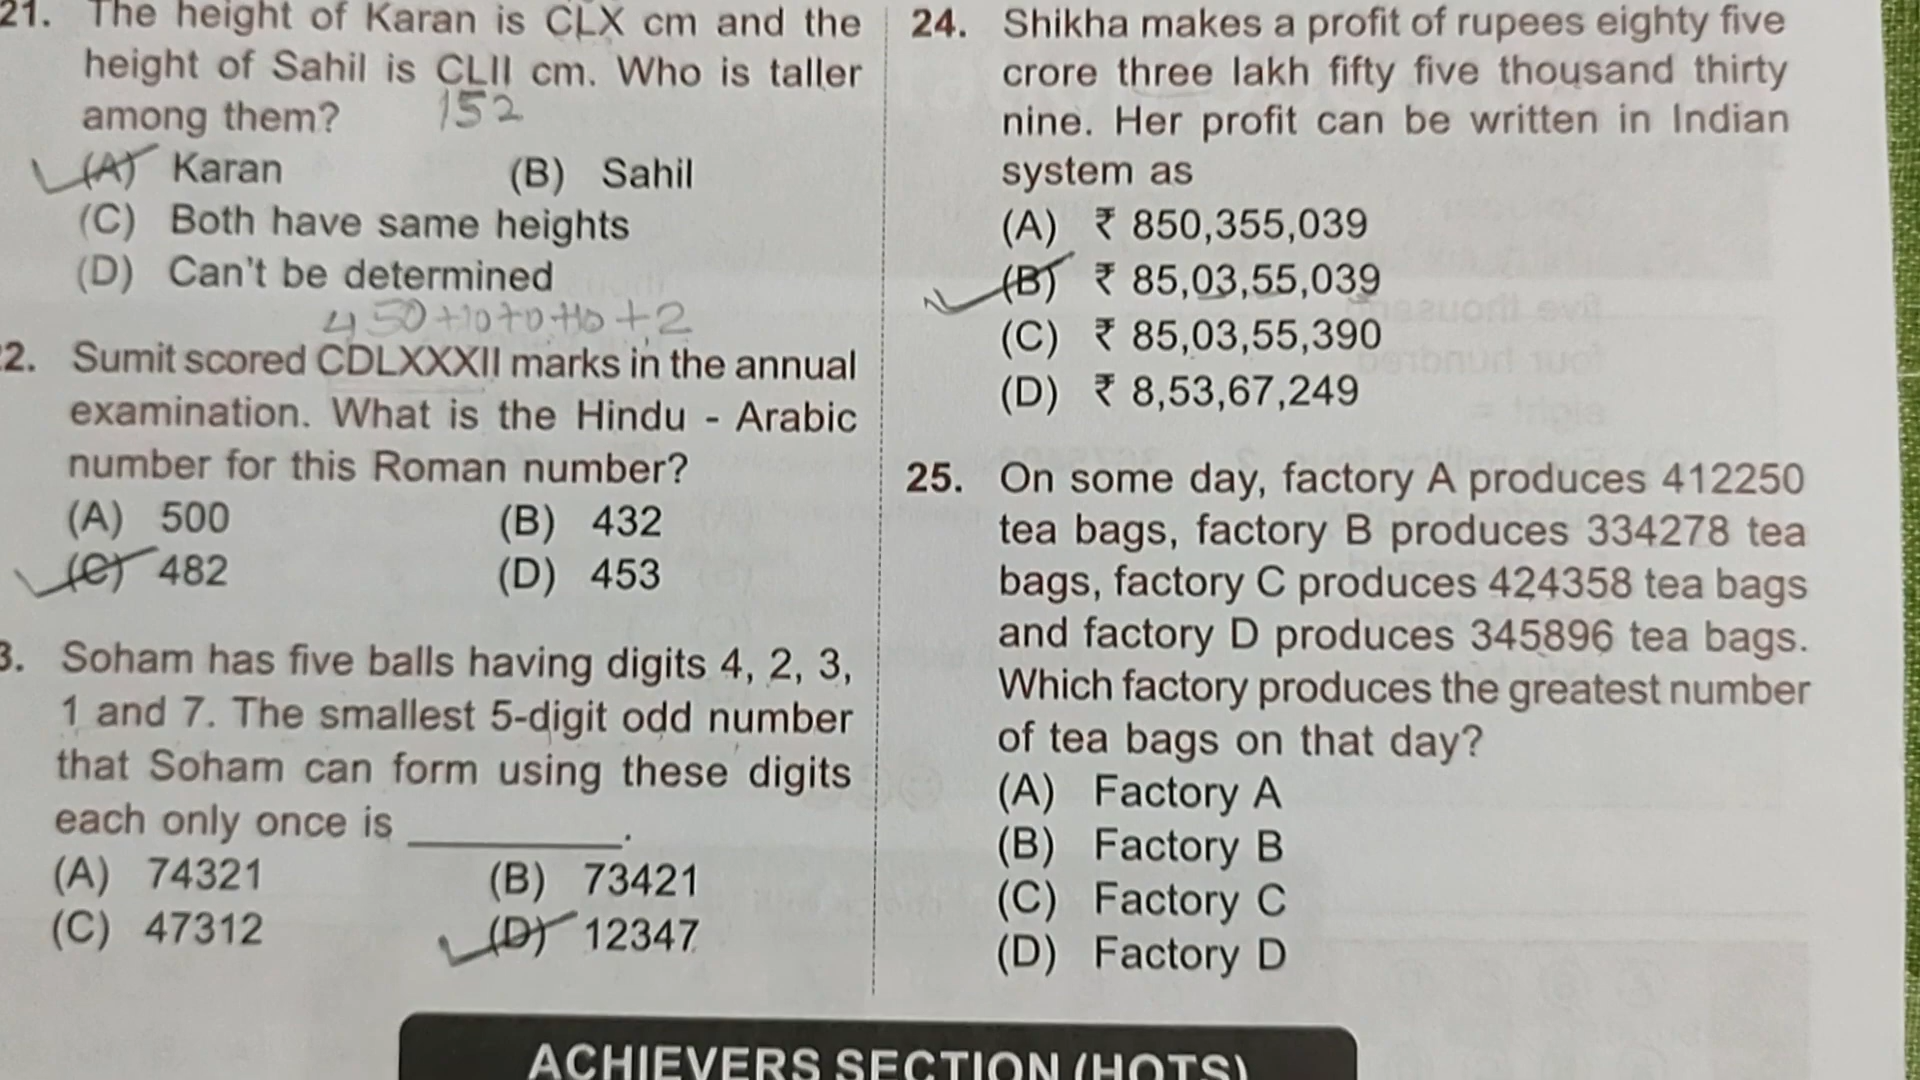 21. The height of Karan is CLX cm and the
height of Sahil is CLII cm. Who is taller
among them? 152
(A) Karan (B) Sahil
(C) Both have same heights
(D) Can't be determined
450+10+10+10+2
2. Sumit scored CDLXXXII marks in the annual
examination. What is the Hindu - Arabic
number for this Roman number?
(A) 500 (B) 432
(C) 482 (D) 453
3. Soham has five balls having digits 4, 2, 3,
1 and 7. The smallest 5-digit odd number
that Soham can form using these digits
each only once is ________.
(A) 74321 (B) 73421
(C) 47312 (D) 12347
24. Shikha makes a profit of rupees eighty five
crore three lakh fifty five thousand thirty
nine. Her profit can be written in Indian
system as
(A) ₹ 850,355,039
(B) ₹ 85,03,55,039
(C) ₹ 85,03,55,390
(D) ₹ 8,53,67,249
25. On some day, factory A produces 412250
tea bags, factory B produces 334278 tea
bags, factory C produces 424358 tea bags
and factory D produces 345896 tea bags.
Which factory produces the greatest number
of tea bags on that day?
(A) Factory A
(B) Factory B
(C) Factory C
(D) Factory D
ACHIEVERS SECTION (HOTS)